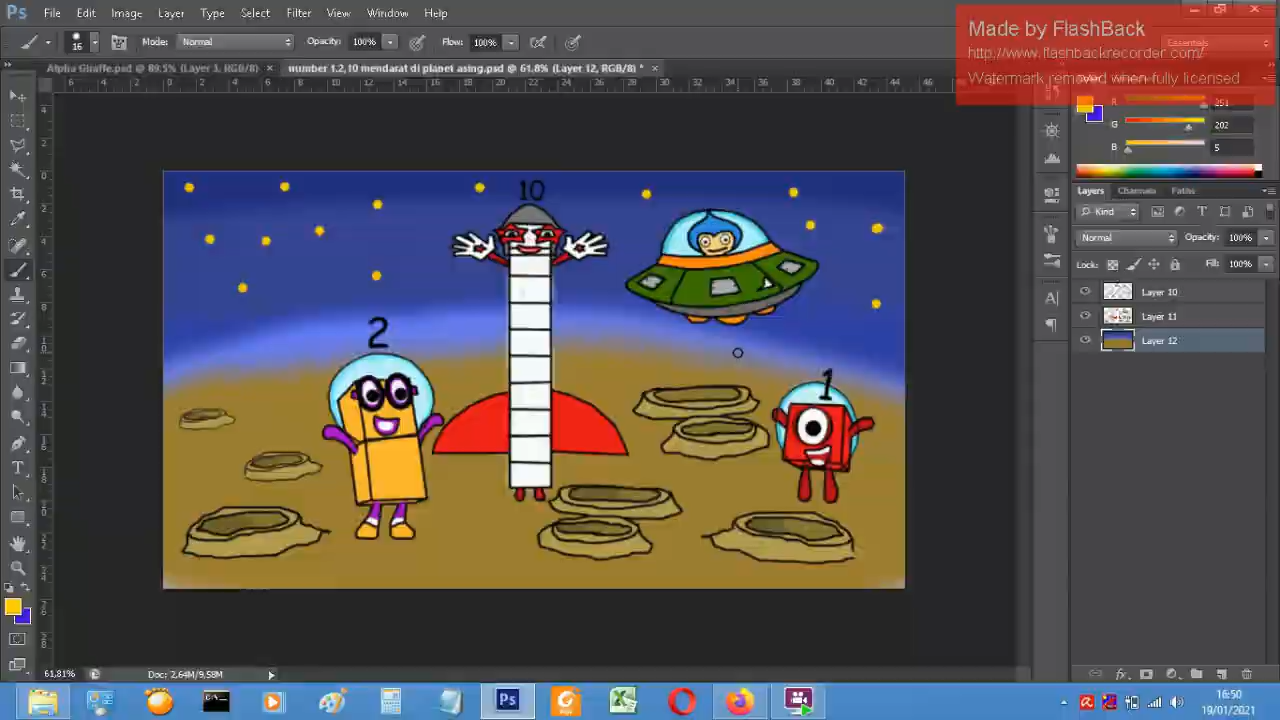 Ps File Edit Image Layer Type Select Filter View Window Help
Made by FlashBack
http://www.flashbackrecorder.com/
Watermark removed when fully licensed
16 Mode: Normal Opacity: 100% Flow: 100% Essentials
Alpha Giraffe.psd @ 89,5% (Layer 3, RGB/8) × number 1.2,10 mendarat di planet asing.psd @ 61,8% (Layer 12, RGB/8) * ×
R 251
G 202
B 5
Layers Channels Paths
Kind
Normal Opacity: 100%
Lock: Fill: 100%
Layer 10
Layer 11
Layer 12
10
2
1
61,81% Doc: 2,64M/9,58M
Ps
16:50
19/01/2021